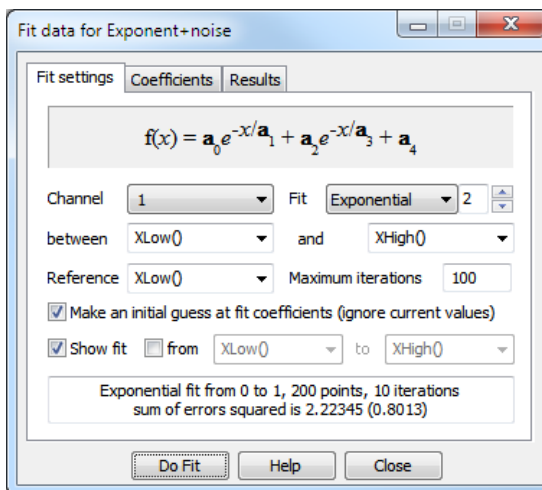 Fit data for Exponent+noise
Fit settings Coefficients Results
f(x) = a0e-x/a1 + a2e-x/a3 + a4
Channel 1 Fit Exponential 2
between XLow() and XHigh()
Reference XLow() Maximum iterations 100
Make an initial guess at fit coefficients (ignore current values)
Show fit from XLow() to XHigh()
Exponential fit from 0 to 1, 200 points, 10 iterations
sum of errors squared is 2.22345 (0.8013)
Do Fit Help Close